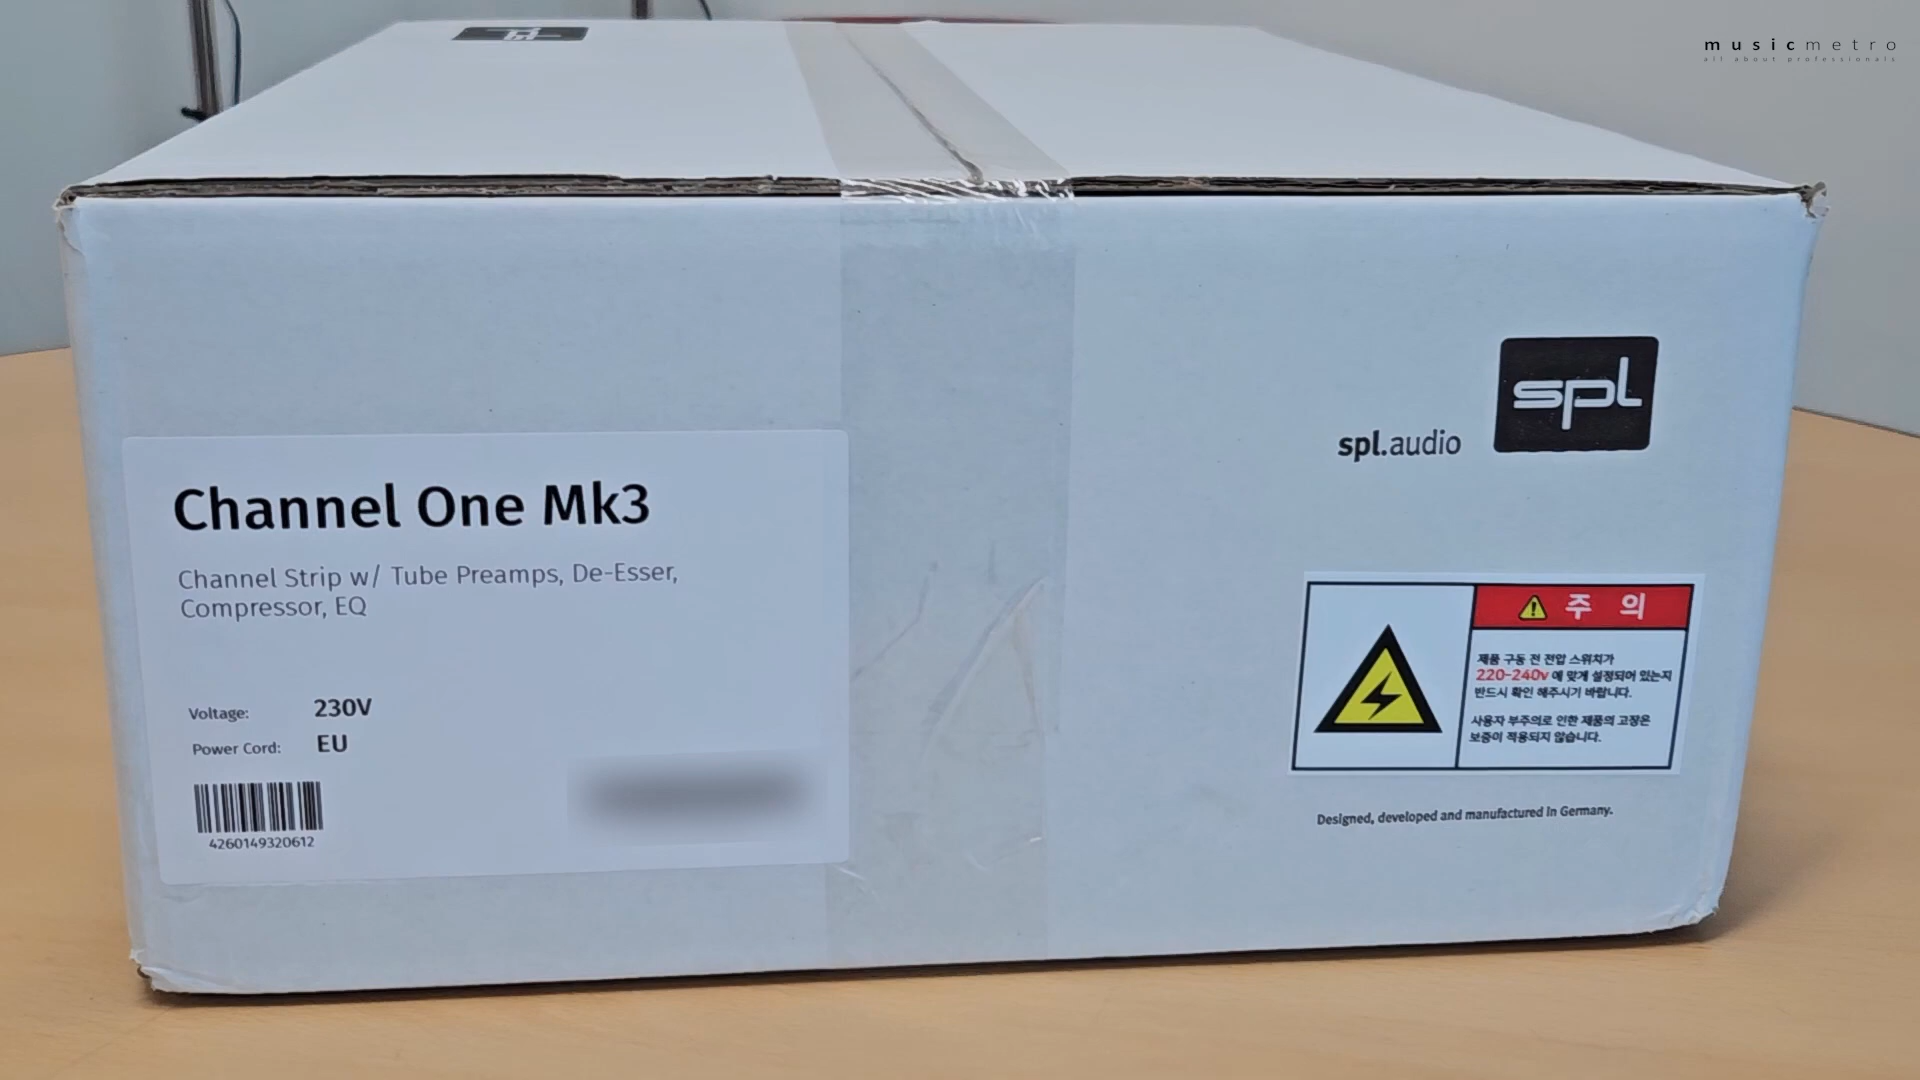 musicmetro
all about professionals
spl
spl.audio
Channel One Mk3
Channel Strip w/ Tube Preamps, De-Esser,
Compressor, EQ
Voltage: 230V
Power Cord: EU
4260149320612
주 의
제품 구동 전 전압 스위치가
220-240v 에 맞게 설정되어 있는지
반드시 확인 해주시기 바랍니다.
사용자 부주의로 인한 제품의 고장은
보증이 적용되지 않습니다.
Designed, developed and manufactured in Germany.